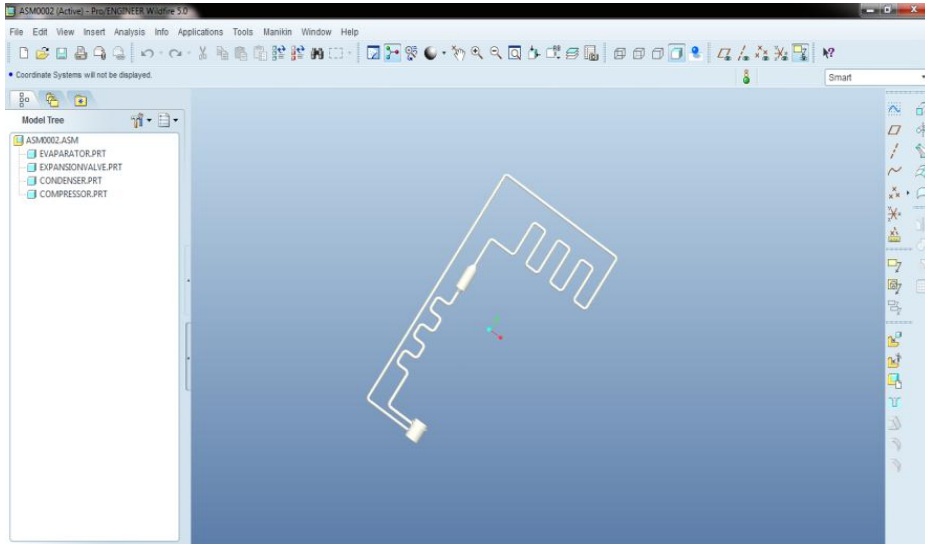 ASM0002 (Active) - Pro/ENGINEER Wildfire 5.0
File Edit View Insert Analysis Info Applications Tools Manikin Window Help
Coordinate Systems will not be displayed.
Smart
Model Tree
ASM0002.ASM
EVAPARATOR.PRT
EXPANSIONVALVE.PRT
CONDENSER.PRT
COMPRESSOR.PRT